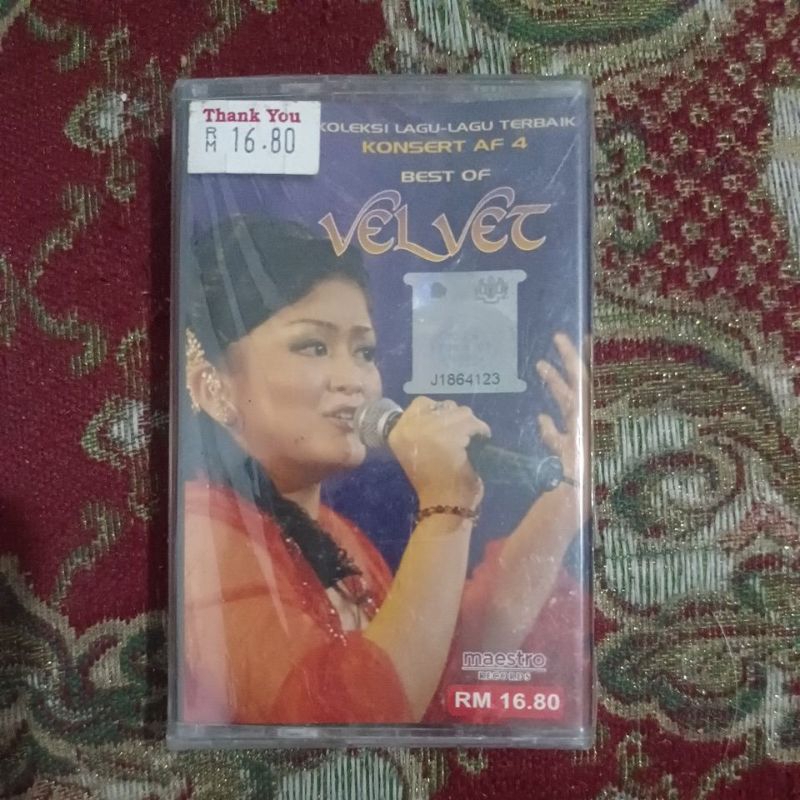 Thank You
RM 16.80
KOLEKSI LAGU-LAGU TERBAIK
KONSERT AF 4
BEST OF
VELVET
J1864123
maestro
RECORDS
RM 16.80